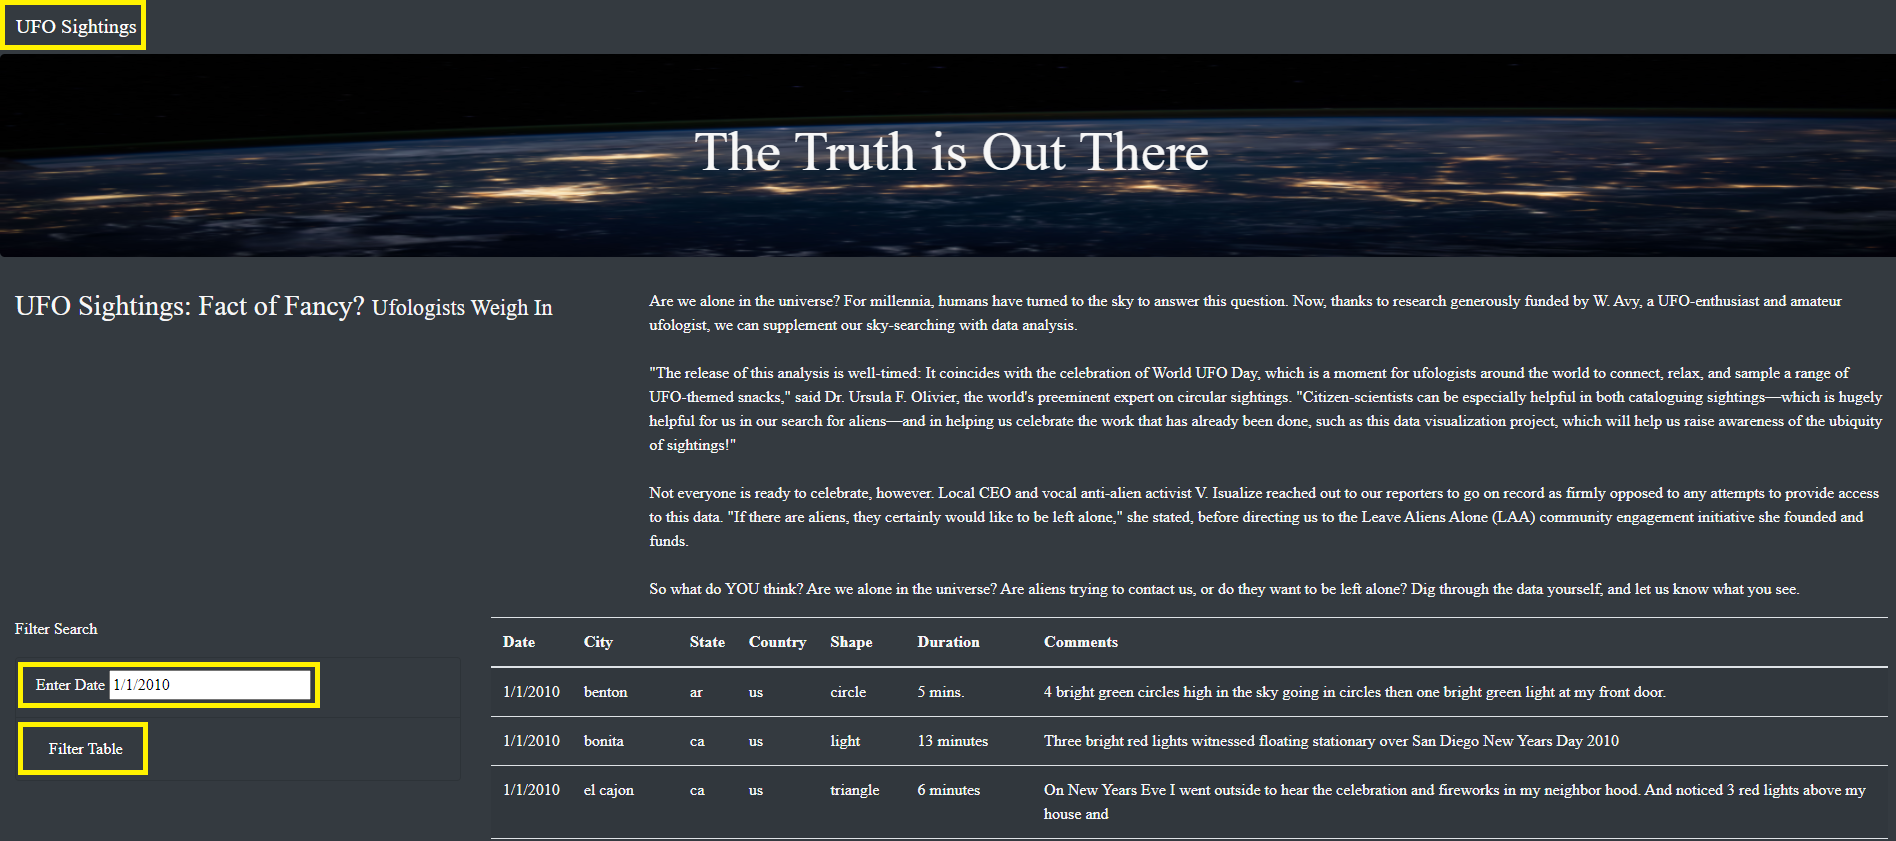 UFO Sightings
The Truth is Out There
UFO Sightings: Fact of Fancy? Ufologists Weigh In
Are we alone in the universe? For millennia, humans have turned to the sky to answer this question. Now, thanks to research generously funded by W. Avy, a UFO-enthusiast and amateur
ufologist, we can supplement our sky-searching with data analysis.
"The release of this analysis is well-timed: It coincides with the celebration of World UFO Day, which is a moment for ufologists around the world to connect, relax, and sample a range of
UFO-themed snacks," said Dr. Ursula F. Olivier, the world's preeminent expert on circular sightings. "Citizen-scientists can be especially helpful in both cataloguing sightings—which is hugely
helpful for us in our search for aliens—and in helping us celebrate the work that has already been done, such as this data visualization project, which will help us raise awareness of the ubiquity
of sightings!"
Not everyone is ready to celebrate, however. Local CEO and vocal anti-alien activist V. Isualize reached out to our reporters to go on record as firmly opposed to any attempts to provide access
to this data. "If there are aliens, they certainly would like to be left alone," she stated, before directing us to the Leave Aliens Alone (LAA) community engagement initiative she founded and
funds.
So what do YOU think? Are we alone in the universe? Are aliens trying to contact us, or do they want to be left alone? Dig through the data yourself, and let us know what you see.
Filter Search
Enter Date 1/1/2010
Filter Table
Date City State Country Shape Duration Comments
1/1/2010 benton ar us circle 5 mins. 4 bright green circles high in the sky going in circles then one bright green light at my front door.
1/1/2010 bonita ca us light 13 minutes Three bright red lights witnessed floating stationary over San Diego New Years Day 2010
1/1/2010 el cajon ca us triangle 6 minutes On New Years Eve I went outside to hear the celebration and fireworks in my neighbor hood. And noticed 3 red lights above my
house and